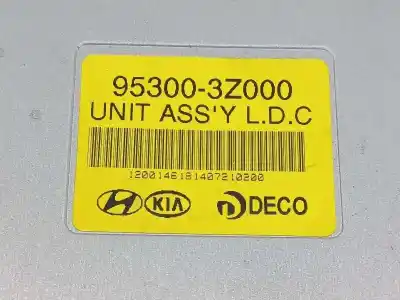 95300-3Z000
UNIT ASS'Y L.D.C
1200146181407210200
KIA DECO